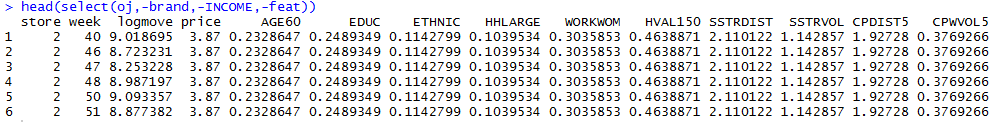 > head(select(oj,-brand,-INCOME,-feat))
store week logmove price AGE60 EDUC ETHNIC HHLARGE WORKWOM HVAL150 SSTRDIST SSTRVOL CPDIST5 CPWVOL5
1 2 40 9.018695 3.87 0.2328647 0.2489349 0.1142799 0.1039534 0.3035853 0.4638871 2.110122 1.142857 1.92728 0.3769266
2 2 46 8.723231 3.87 0.2328647 0.2489349 0.1142799 0.1039534 0.3035853 0.4638871 2.110122 1.142857 1.92728 0.3769266
3 2 47 8.253228 3.87 0.2328647 0.2489349 0.1142799 0.1039534 0.3035853 0.4638871 2.110122 1.142857 1.92728 0.3769266
4 2 48 8.987197 3.87 0.2328647 0.2489349 0.1142799 0.1039534 0.3035853 0.4638871 2.110122 1.142857 1.92728 0.3769266
5 2 50 9.093357 3.87 0.2328647 0.2489349 0.1142799 0.1039534 0.3035853 0.4638871 2.110122 1.142857 1.92728 0.3769266
6 2 51 8.877382 3.87 0.2328647 0.2489349 0.1142799 0.1039534 0.3035853 0.4638871 2.110122 1.142857 1.92728 0.3769266